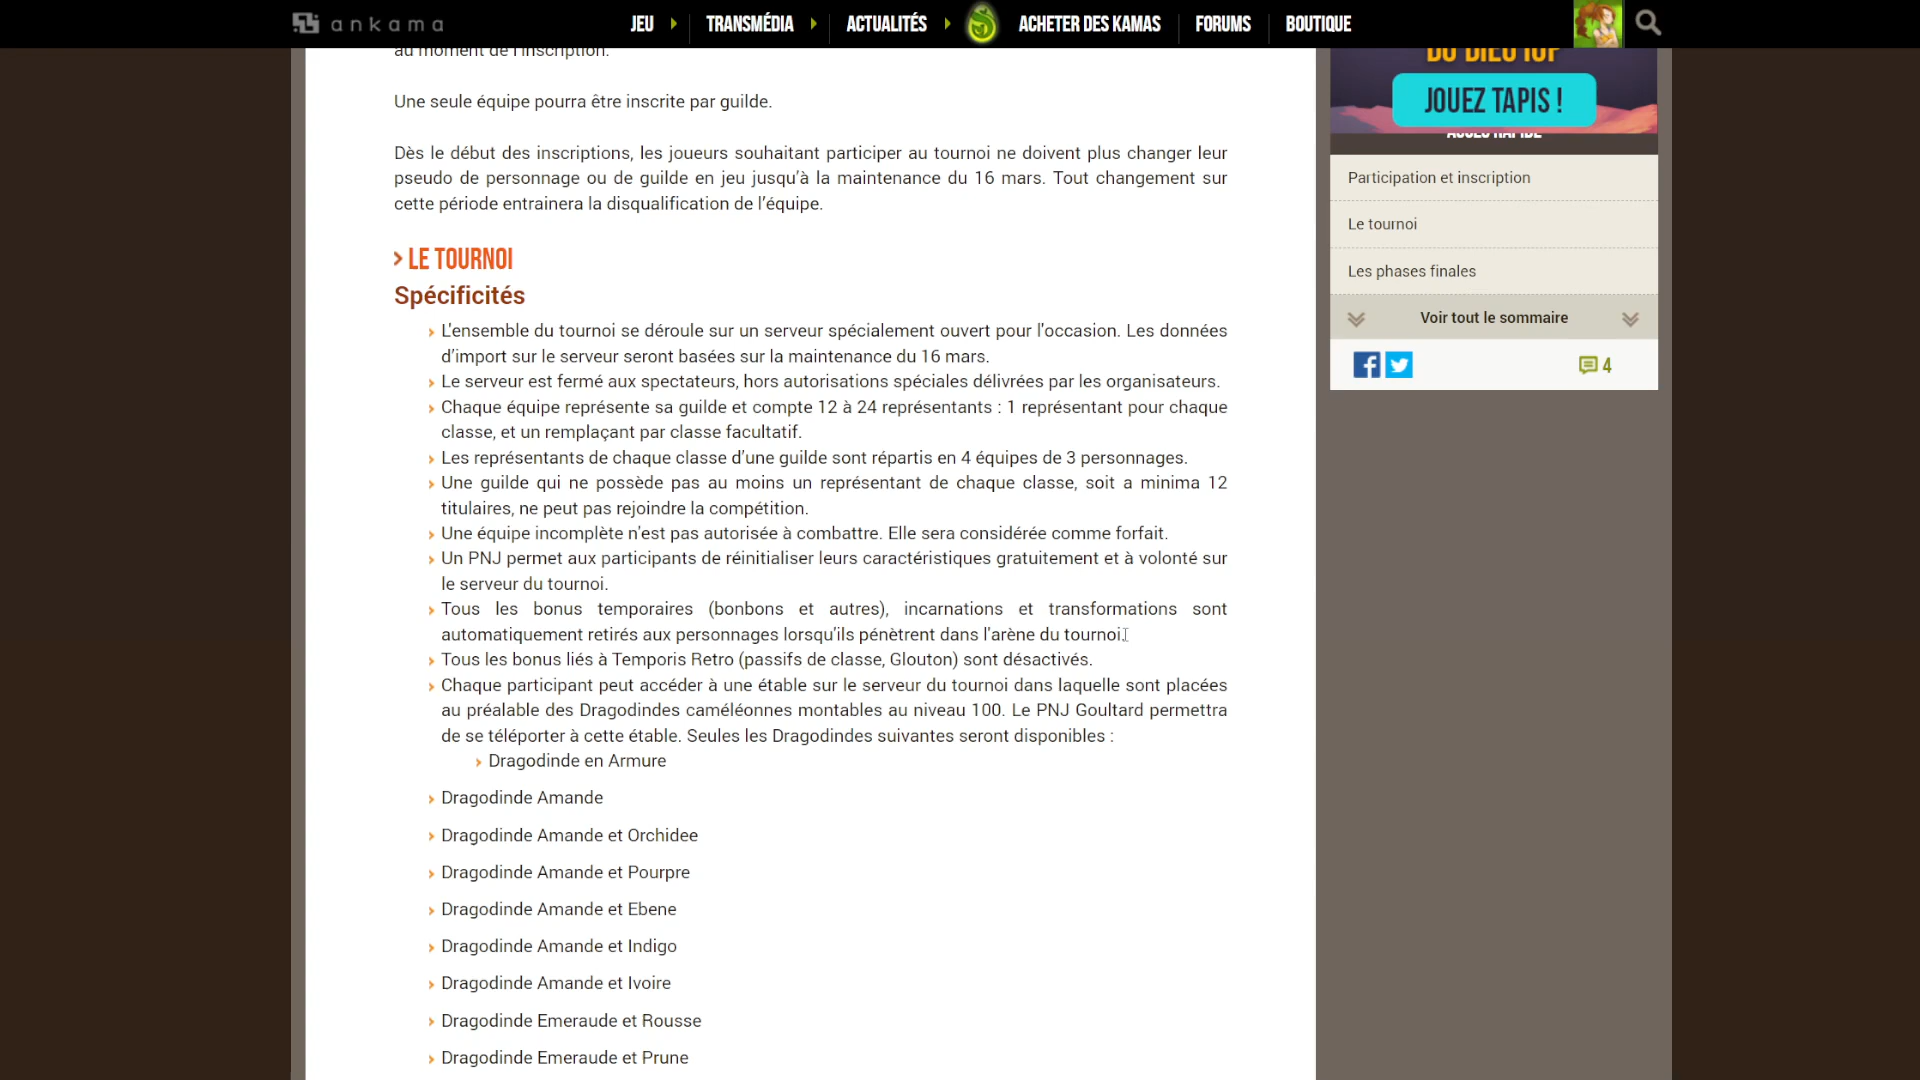 ankama
JEU
TRANSMÉDIA
ACTUALITÉS
ACHETER DES KAMAS
FORUMS
BOUTIQUE
au moment de l'inscription.
Une seule équipe pourra être inscrite par guilde.
Dès le début des inscriptions, les joueurs souhaitant participer au tournoi ne doivent plus changer leur
pseudo de personnage ou de guilde en jeu jusqu'à la maintenance du 16 mars. Tout changement sur
cette période entrainera la disqualification de l'équipe.
LE TOURNOI
Spécificités
L'ensemble du tournoi se déroule sur un serveur spécialement ouvert pour l'occasion. Les données
d'import sur le serveur seront basées sur la maintenance du 16 mars.
Le serveur est fermé aux spectateurs, hors autorisations spéciales délivrées par les organisateurs.
Chaque équipe représente sa guilde et compte 12 à 24 représentants : 1 représentant pour chaque
classe, et un remplaçant par classe facultatif.
Les représentants de chaque classe d'une guilde sont répartis en 4 équipes de 3 personnages.
Une guilde qui ne possède pas au moins un représentant de chaque classe, soit a minima 12
titulaires, ne peut pas rejoindre la compétition.
Une équipe incomplète n'est pas autorisée à combattre. Elle sera considérée comme forfait.
Un PNJ permet aux participants de réinitialiser leurs caractéristiques gratuitement et à volonté sur
le serveur du tournoi.
Tous les bonus temporaires (bonbons et autres), incarnations et transformations sont
automatiquement retirés aux personnages lorsqu'ils pénètrent dans l'arène du tournoi.
Tous les bonus liés à Temporis Retro (passifs de classe, Glouton) sont désactivés.
Chaque participant peut accéder à une étable sur le serveur du tournoi dans laquelle sont placées
au préalable des Dragodindes caméléonnes montables au niveau 100. Le PNJ Goultard permettra
de se téléporter à cette étable. Seules les Dragodindes suivantes seront disponibles :
Dragodinde en Armure
Dragodinde Amande
Dragodinde Amande et Orchidee
Dragodinde Amande et Pourpre
Dragodinde Amande et Ebene
Dragodinde Amande et Indigo
Dragodinde Amande et Ivoire
Dragodinde Emeraude et Rousse
Dragodinde Emeraude et Prune
DU DIEU IOP
JOUEZ TAPIS !
ACCÈS RAPIDE
Participation et inscription
Le tournoi
Les phases finales
Voir tout le sommaire
4